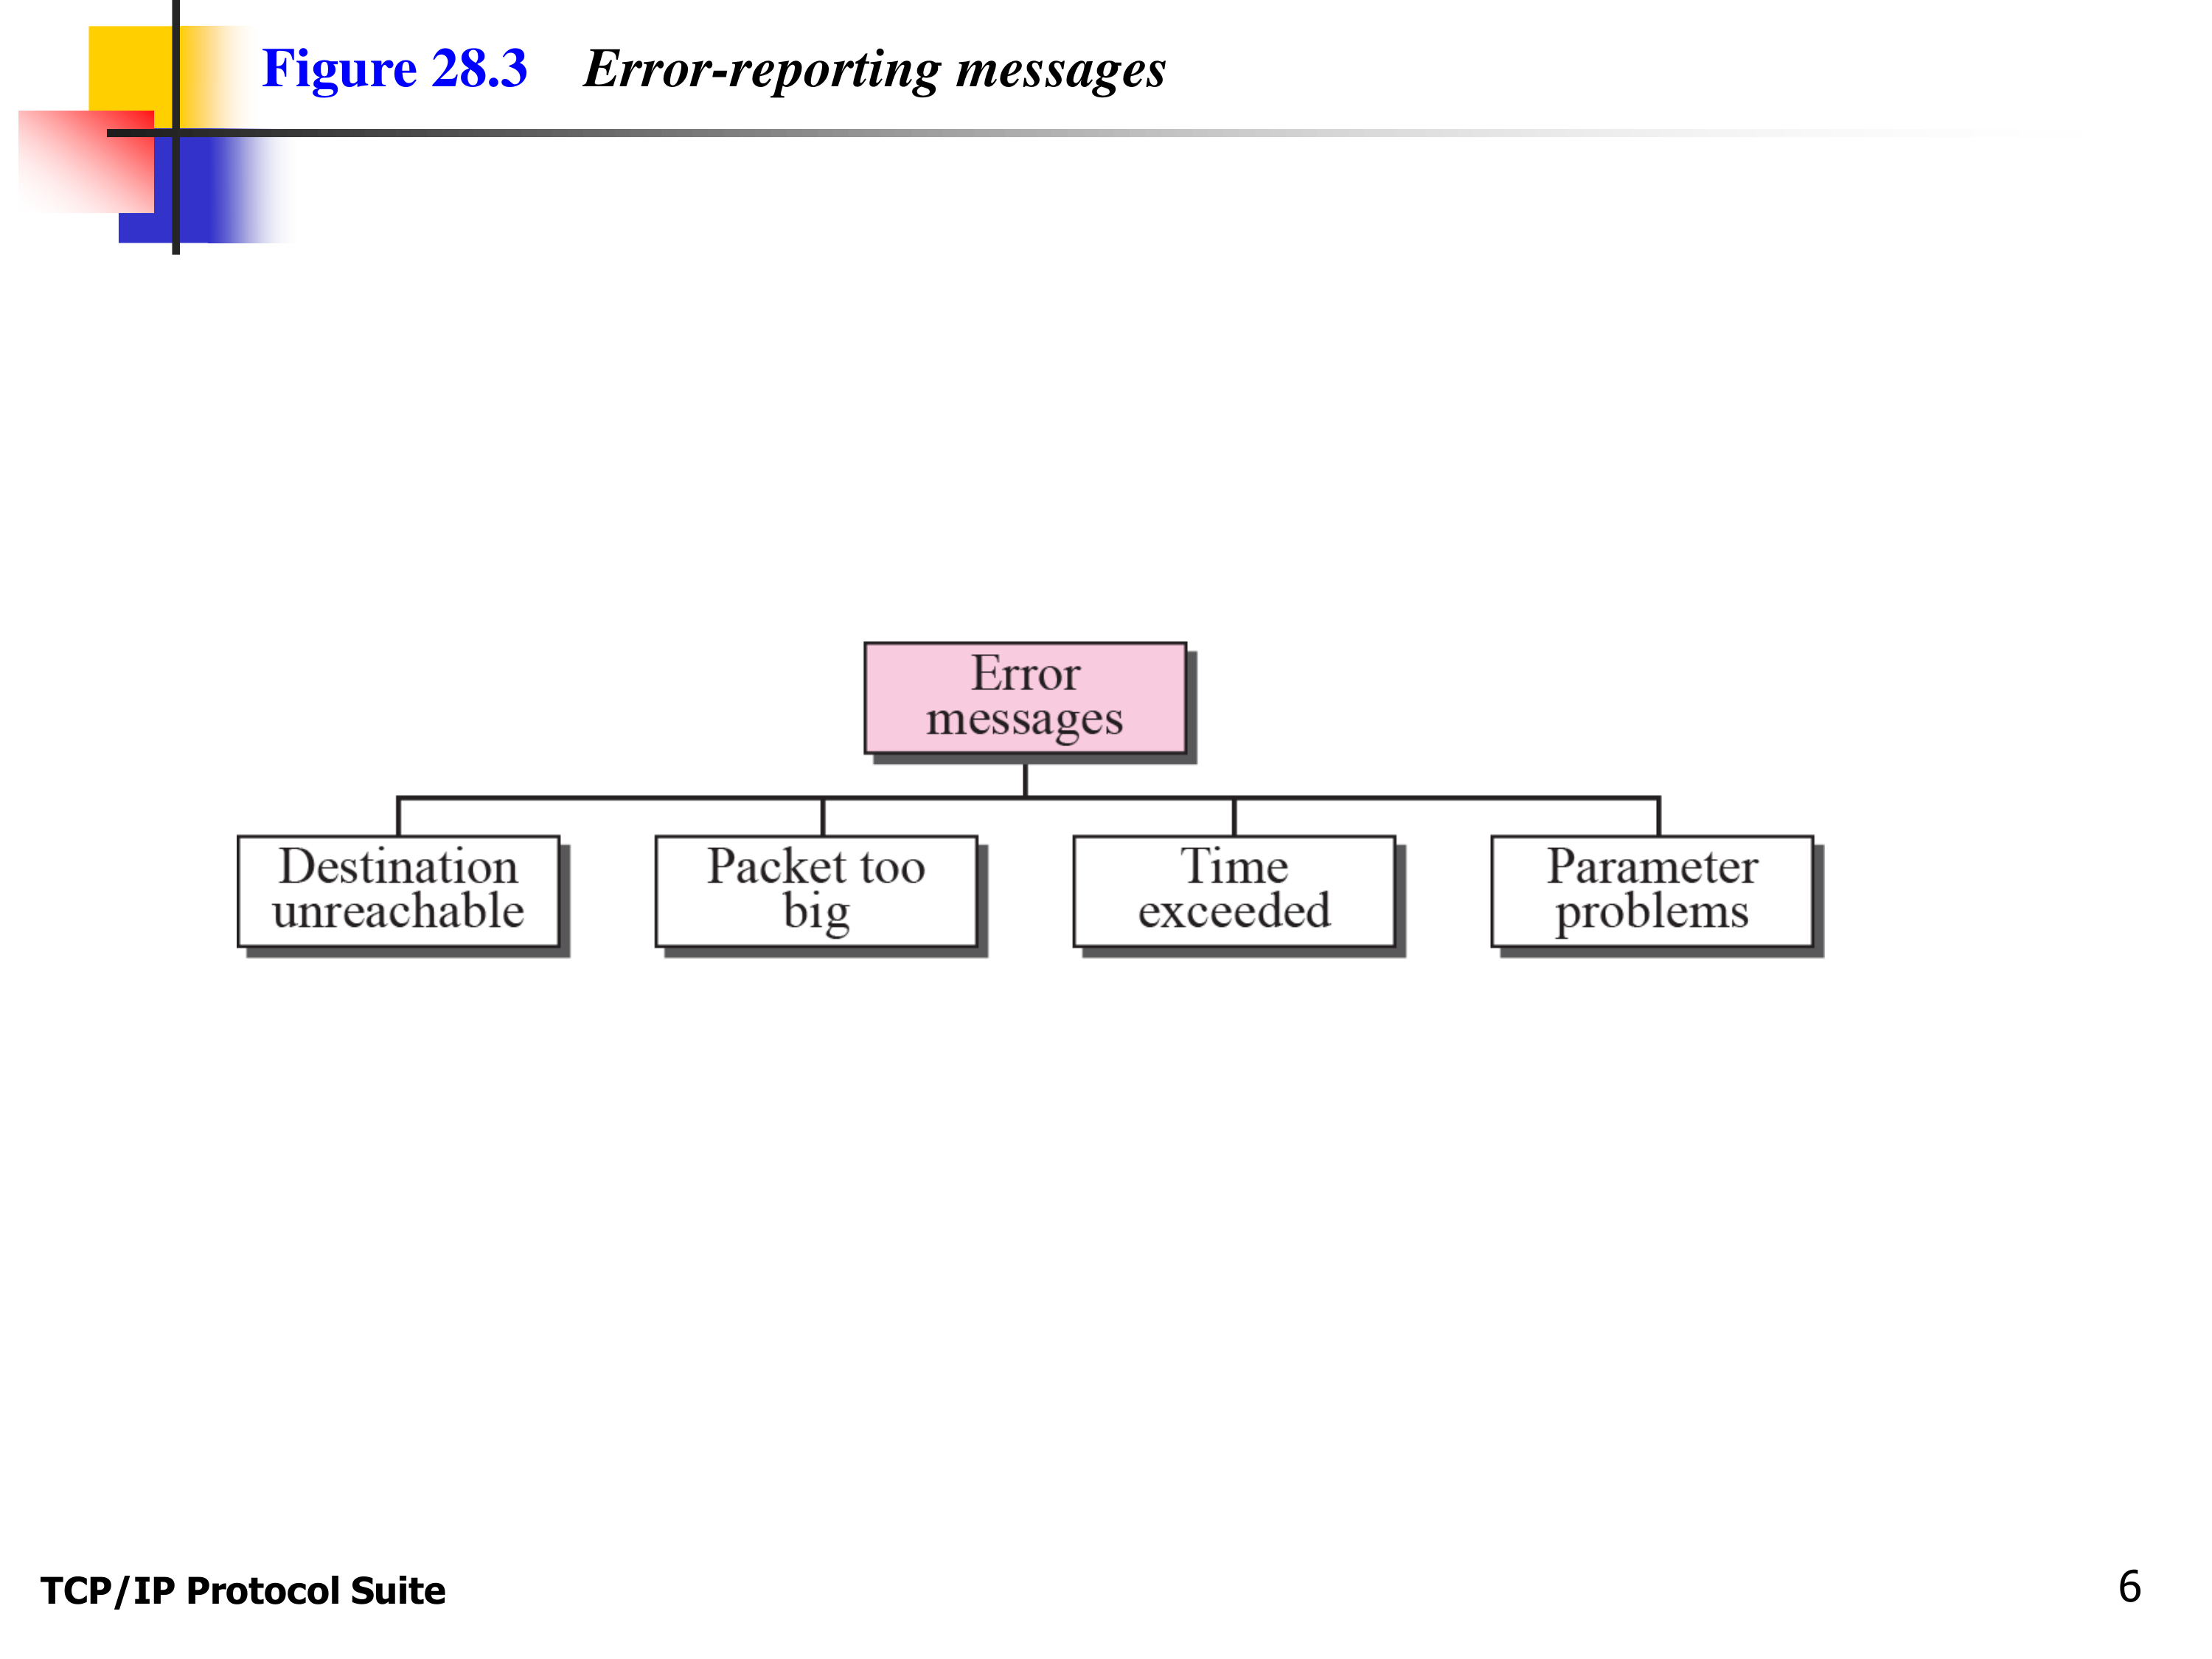 Figure 28.3 Error-reporting messages
Error
messages
Destination
unreachable
Packet too
big
Time
exceeded
Parameter
problems
TCP/IP Protocol Suite
6